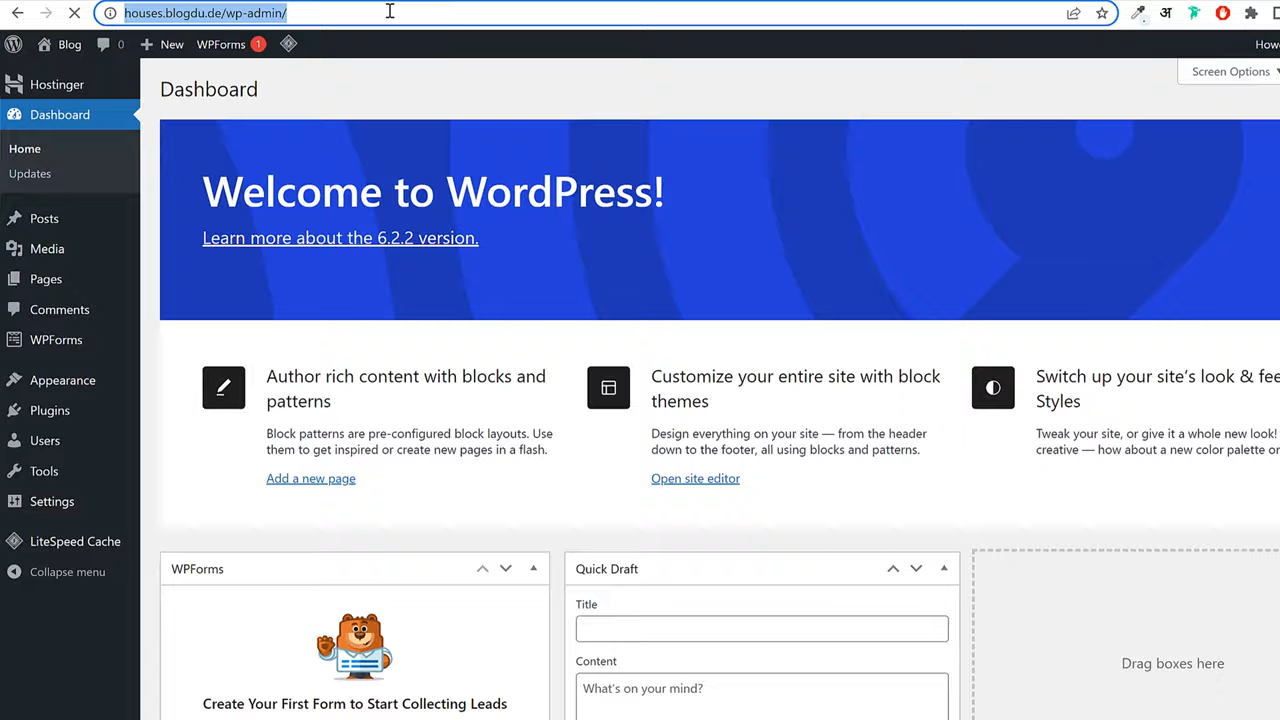 houses.blogdu.de/wp-admin/
अ
Blog
0
New
WPForms
1
Howe
Screen Options
Hostinger
Dashboard
Home
Updates
Posts
Media
Pages
Comments
WPForms
Appearance
Plugins
Users
Tools
Settings
LiteSpeed Cache
Collapse menu
Dashboard
Welcome to WordPress!
Learn more about the 6.2.2 version.
Author rich content with blocks and
patterns
Block patterns are pre-configured block layouts. Use
them to get inspired or create new pages in a flash.
Add a new page
Customize your entire site with block
themes
Design everything on your site — from the header
down to the footer, all using blocks and patterns.
Open site editor
Switch up your site's look & fee
Styles
Tweak your site, or give it a whole new look!
creative — how about a new color palette or
WPForms
Create Your First Form to Start Collecting Leads
Quick Draft
Title
Content
What's on your mind?
Drag boxes here